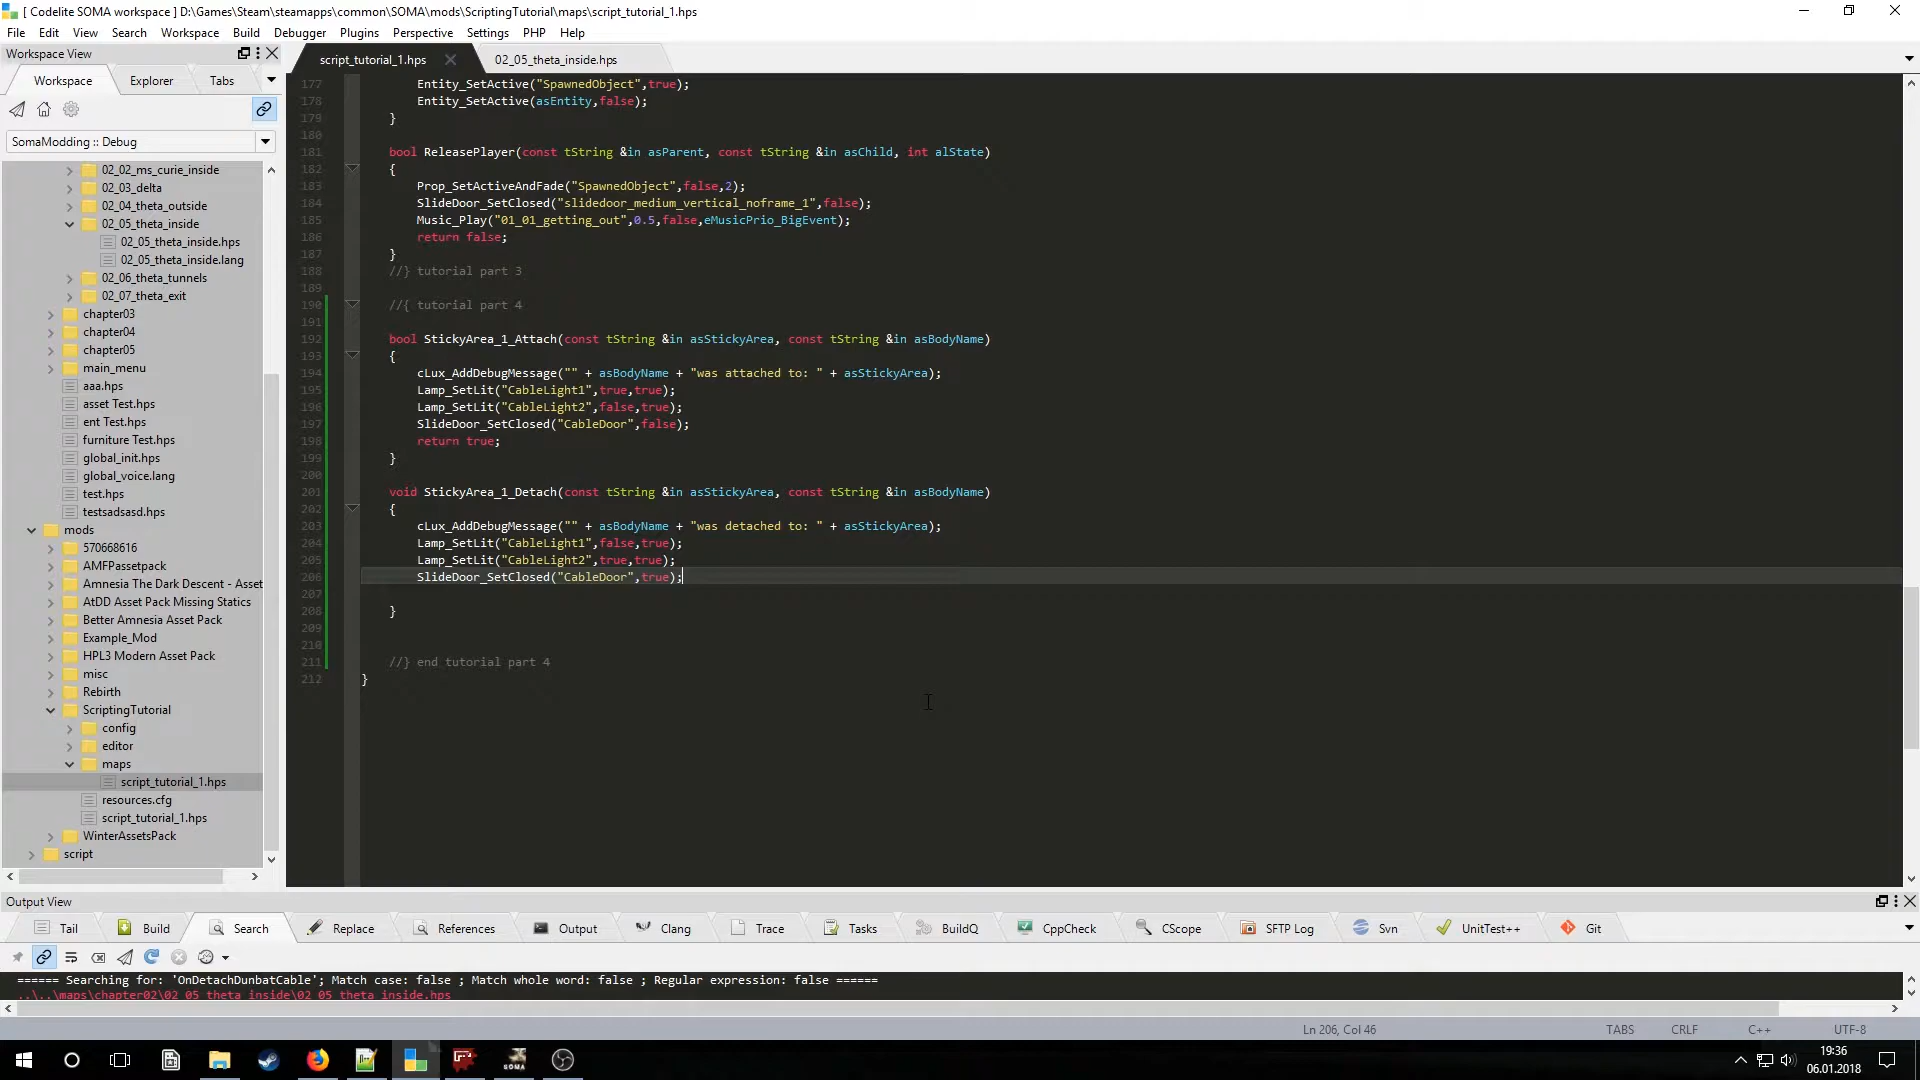 [ Codelite SOMA workspace ] D:\Games\Steam\steamapps\common\SOMA\mods\ScriptingTutorial\maps\script_tutorial_1.hps
File Edit View Search Workspace Build Debugger Plugins Perspective Settings PHP Help
Workspace View
Workspace Explorer Tabs
SomaModding :: Debug
02_02_ms_curie_inside
02_03_delta
02_04_theta_outside
02_05_theta_inside
02_05_theta_inside.hps
02_05_theta_inside.lang
02_06_theta_tunnels
02_07_theta_exit
chapter03
chapter04
chapter05
main_menu
aaa.hps
asset Test.hps
ent Test.hps
furniture Test.hps
global_init.hps
global_voice.lang
test.hps
testsadsasd.hps
mods
570668616
AMFPassetpack
Amnesia The Dark Descent - Asset
AtDD Asset Pack Missing Statics
Better Amnesia Asset Pack
Example_Mod
HPL3 Modern Asset Pack
misc
Rebirth
ScriptingTutorial
config
editor
maps
script_tutorial_1.hps
resources.cfg
script_tutorial_1.hps
WinterAssetsPack
script
script_tutorial_1.hps 02_05_theta_inside.hps
177 Entity_SetActive("SpawnedObject",true);
178 Entity_SetActive(asEntity,false);
179 }
180
181 bool ReleasePlayer(const tString &in asParent, const tString &in asChild, int alState)
182 {
183 Prop_SetActiveAndFade("SpawnedObject",false,2);
184 SlideDoor_SetClosed("slidedoor_medium_vertical_noframe_1",false);
185 Music_Play("01_01_getting_out",0.5,false,eMusicPrio_BigEvent);
186 return false;
187 }
188 //} tutorial part 3
189
190 //{ tutorial part 4
191
192 bool StickyArea_1_Attach(const tString &in asStickyArea, const tString &in asBodyName)
193 {
194 cLux_AddDebugMessage("" + asBodyName + "was attached to: " + asStickyArea);
195 Lamp_SetLit("CableLight1",true,true);
196 Lamp_SetLit("CableLight2",false,true);
197 SlideDoor_SetClosed("CableDoor",false);
198 return true;
199 }
200
201 void StickyArea_1_Detach(const tString &in asStickyArea, const tString &in asBodyName)
202 {
203 cLux_AddDebugMessage("" + asBodyName + "was detached to: " + asStickyArea);
204 Lamp_SetLit("CableLight1",false,true);
205 Lamp_SetLit("CableLight2",true,true);
206 SlideDoor_SetClosed("CableDoor",true);
207
208 }
209
210
211 //} end tutorial part 4
212 }
Output View
Tail Build Search Replace References Output Clang Trace Tasks BuildQ CppCheck CScope SFTP Log Svn UnitTest++ Git
====== Searching for: 'OnDetachDunbatCable'; Match case: false ; Match whole word: false ; Regular expression: false ======
..\..\maps\chapter02\02_05_theta_inside\02_05_theta_inside.hps
Ln 206, Col 46 TABS CRLF C++ UTF-8
SOMA
19:36
06.01.2018